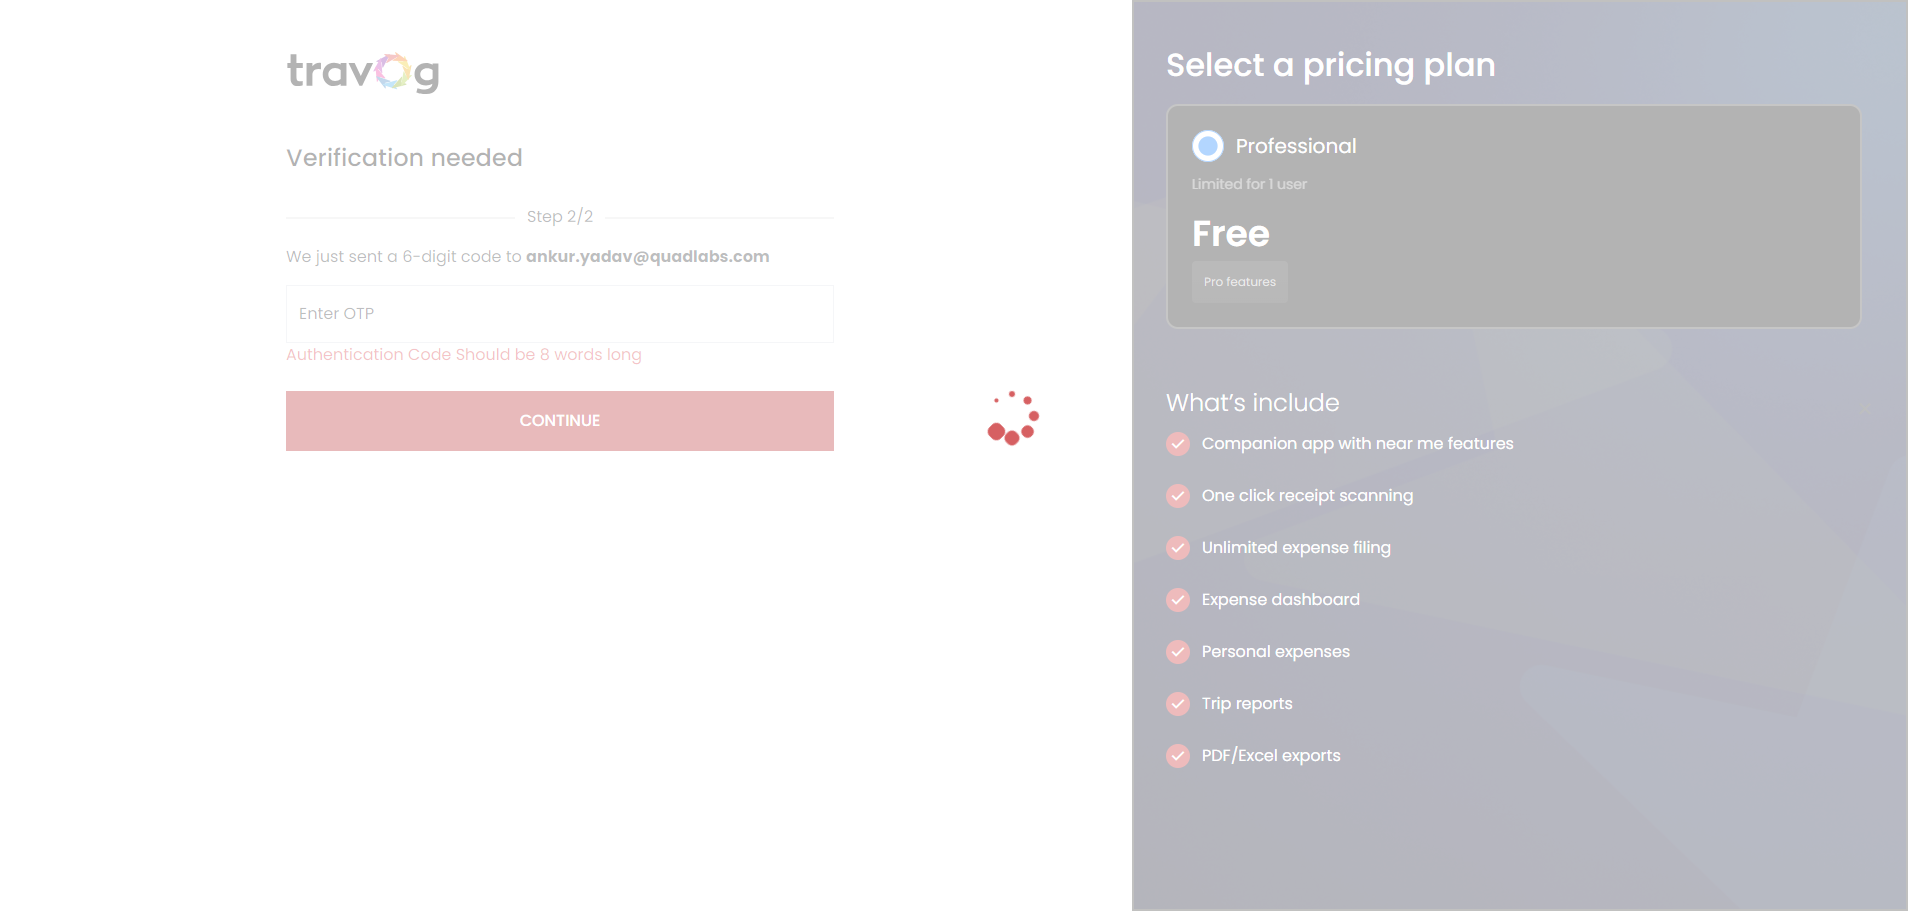 travog
Verification needed
Step 2/2
We just sent a 6-digit code to ankur.yadav@quadlabs.com
Enter OTP
Authentication Code Should be 8 words long
CONTINUE
Select a pricing plan
Professional
Limited for 1 user
Free
Pro features
What's include
Companion app with near me features
One click receipt scanning
Unlimited expense filing
Expense dashboard
Personal expenses
Trip reports
PDF/Excel exports